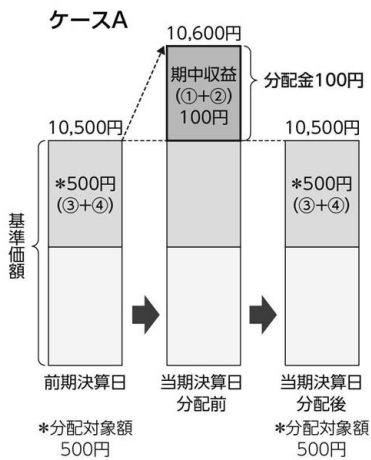 ケースA
10,600円
期中収益
(①+②)
100円
分配金100円
10,500円
10,500円
*500円
(③+④)
*500円
(③+④)
基準価額
前期決算日
当期決算日
分配前
当期決算日
分配後
*分配対象額
500円
*分配対象額
500円